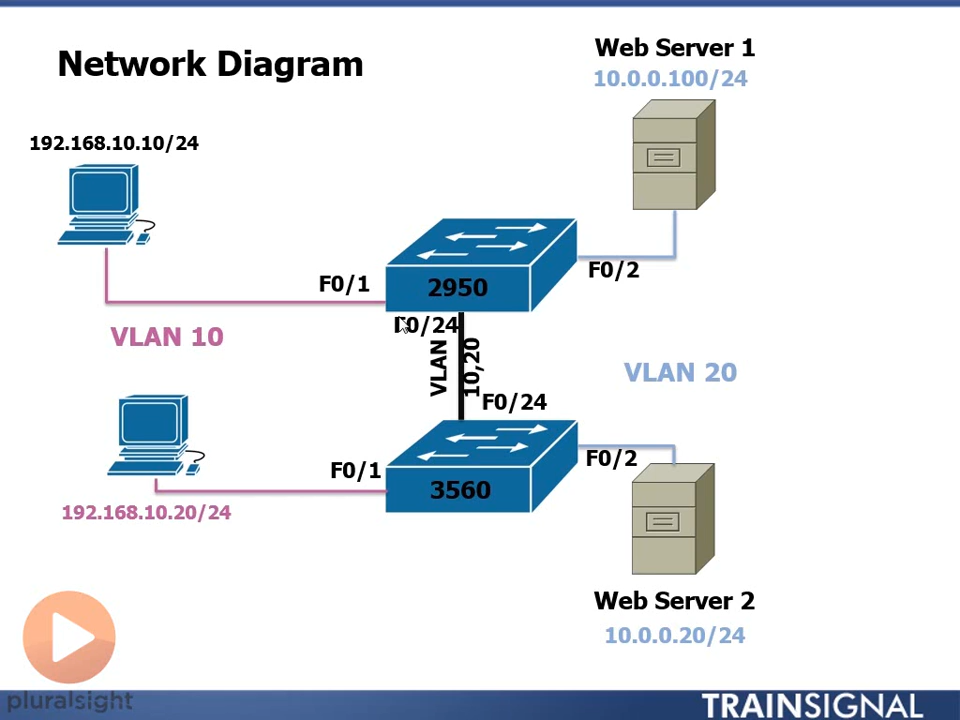 Network Diagram
Web Server 1
10.0.0.100/24
192.168.10.10/24
F0/1
2950
F0/2
F0/24
VLAN 10
VLAN
10,20
VLAN 20
F0/24
F0/1
3560
F0/2
192.168.10.20/24
Web Server 2
10.0.0.20/24
pluralsight
TRAINSIGNAL